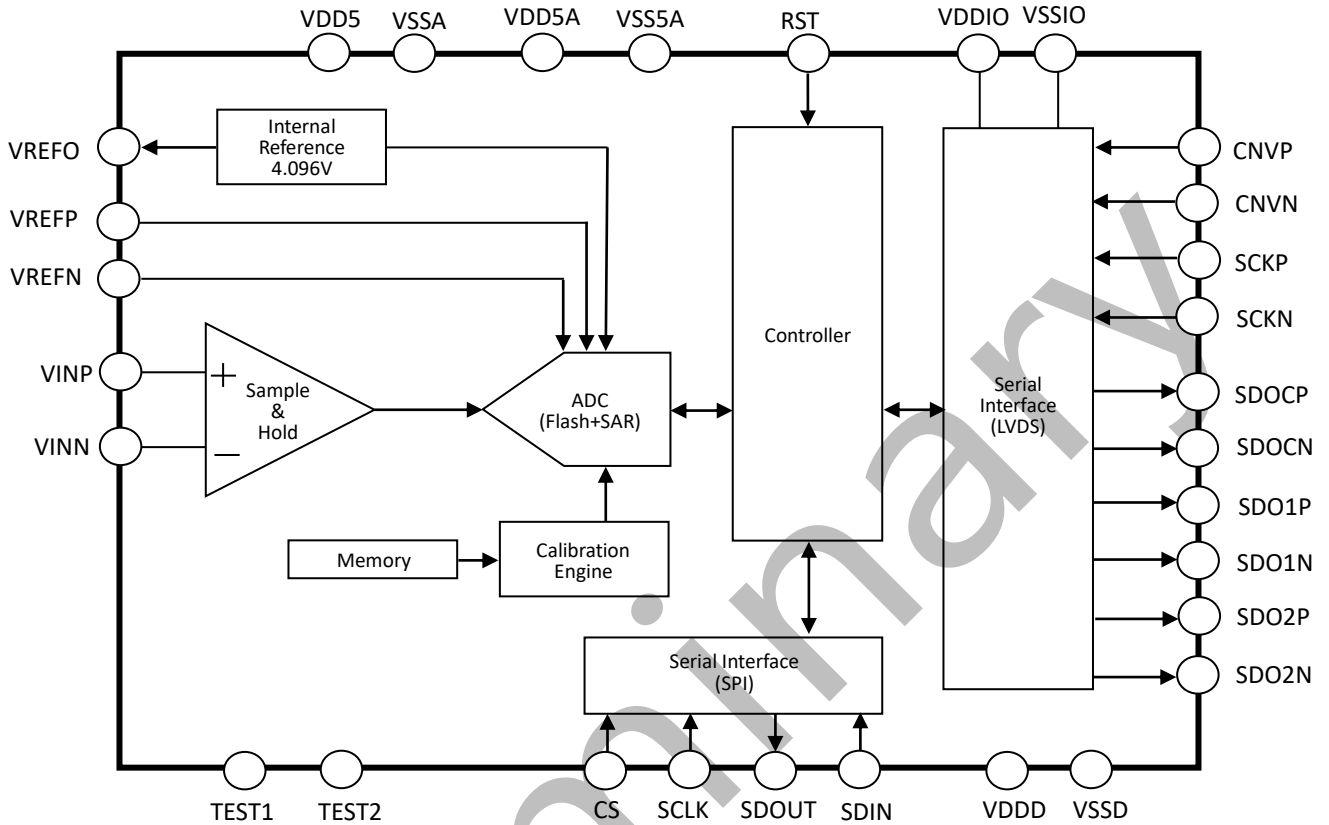 VDD5 VSSA VDD5A VSS5A RST VDDIO VSSIO
VREFO
Internal
Reference
4.096V
CNVP
VREFP
CNVN
VREFN
SCKP
SCKN
VINP
VINN
+
Sample
&
Hold
−
ADC
(Flash+SAR)
Controller
Serial
Interface
(LVDS)
SDOCP
SDOCN
SDO1P
SDO1N
SDO2P
SDO2N
Memory
Calibration
Engine
Serial Interface
(SPI)
TEST1 TEST2 CS SCLK SDOUT SDIN VDDD VSSD
minary